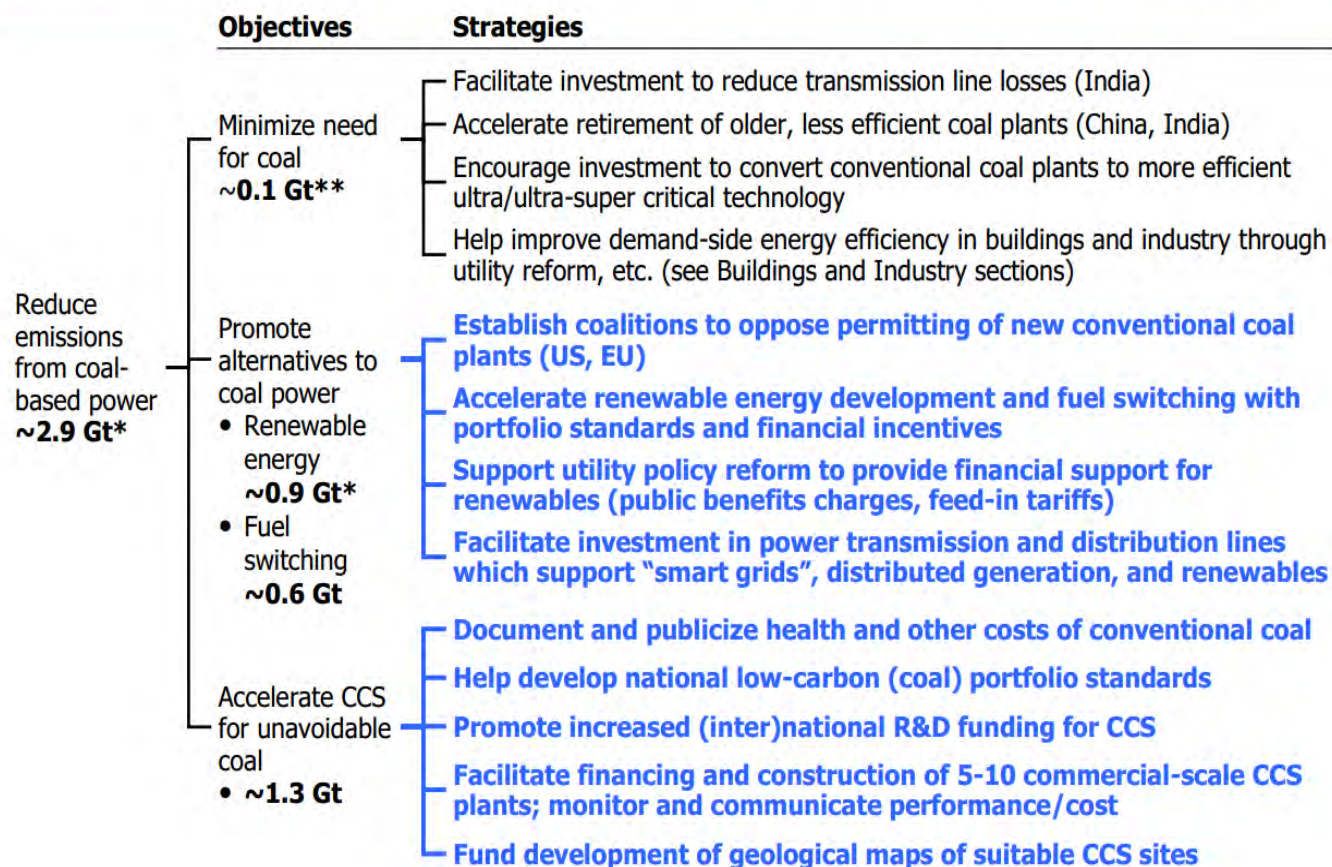 Objectives
Strategies
Reduce
emissions
from coal-
based power
~2.9 Gt*
Minimize need
for coal
~0.1 Gt**
Facilitate investment to reduce transmission line losses (India)
Accelerate retirement of older, less efficient coal plants (China, India)
Encourage investment to convert conventional coal plants to more efficient
ultra/ultra-super critical technology
Help improve demand-side energy efficiency in buildings and industry through
utility reform, etc. (see Buildings and Industry sections)
Promote
alternatives to
coal power
• Renewable
energy
~0.9 Gt*
• Fuel
switching
~0.6 Gt
Establish coalitions to oppose permitting of new conventional coal
plants (US, EU)
Accelerate renewable energy development and fuel switching with
portfolio standards and financial incentives
Support utility policy reform to provide financial support for
renewables (public benefits charges, feed-in tariffs)
Facilitate investment in power transmission and distribution lines
which support “smart grids”, distributed generation, and renewables
Accelerate CCS
for unavoidable
coal
• ~1.3 Gt
Document and publicize health and other costs of conventional coal
Help develop national low-carbon (coal) portfolio standards
Promote increased (inter)national R&D funding for CCS
Facilitate financing and construction of 5-10 commercial-scale CCS
plants; monitor and communicate performance/cost
Fund development of geological maps of suitable CCS sites